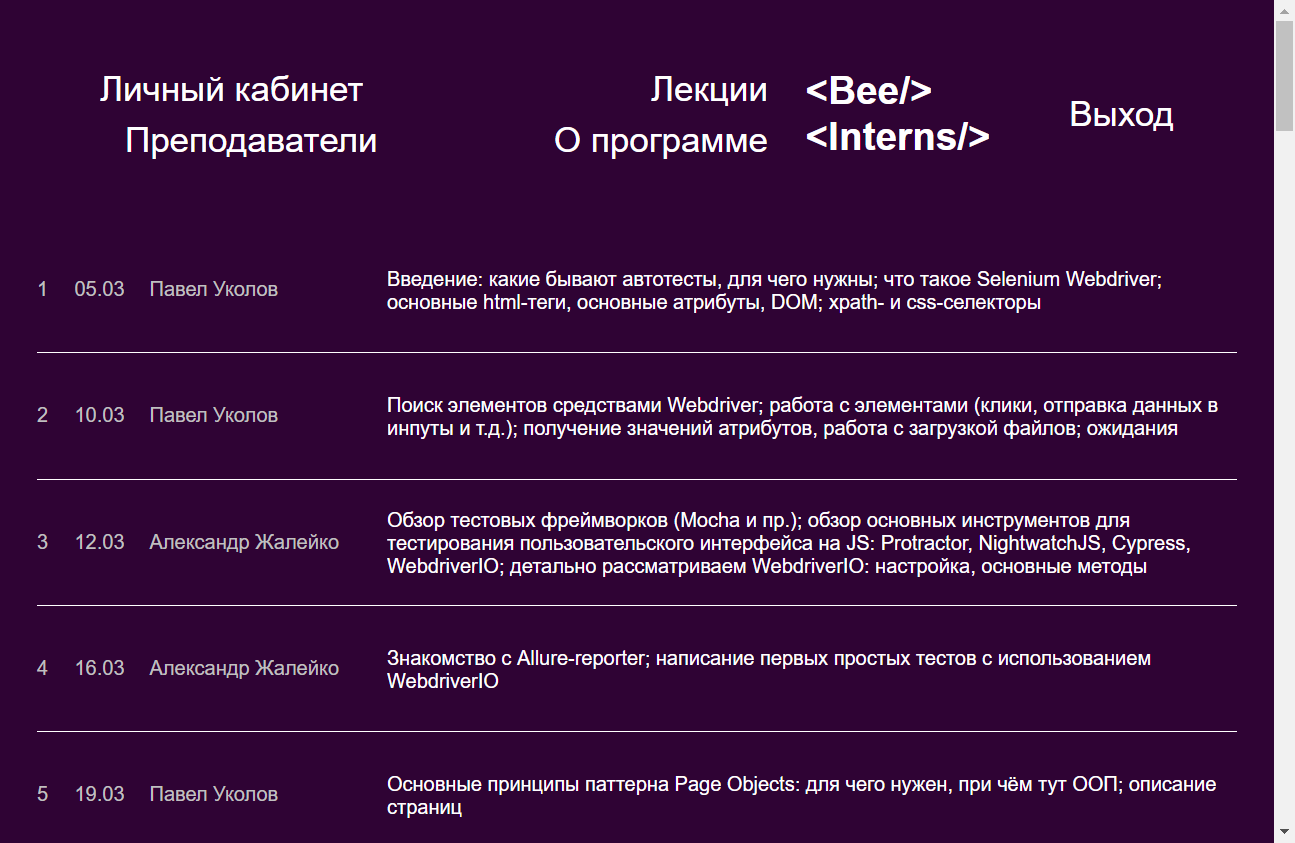 Личный кабинет
Лекции
<Bee/>
Преподаватели
О программе
<Interns/>
Выход
1 05.03 Павел Уколов
Введение: какие бывают автотесты, для чего нужны; что такое Selenium Webdriver;
основные html-теги, основные атрибуты, DOM; xpath- и css-селекторы
2 10.03 Павел Уколов
Поиск элементов средствами Webdriver; работа с элементами (клики, отправка данных в
инпуты и т.д.); получение значений атрибутов, работа с загрузкой файлов; ожидания
3 12.03 Александр Жалейко
Обзор тестовых фреймворков (Mocha и пр.); обзор основных инструментов для
тестирования пользовательского интерфейса на JS: Protractor, NightwatchJS, Cypress,
WebdriverIO; детально рассматриваем WebdriverIO: настройка, основные методы
4 16.03 Александр Жалейко
Знакомство с Allure-reporter; написание первых простых тестов с использованием
WebdriverIO
5 19.03 Павел Уколов
Основные принципы паттерна Page Objects: для чего нужен, при чём тут ООП; описание
страниц